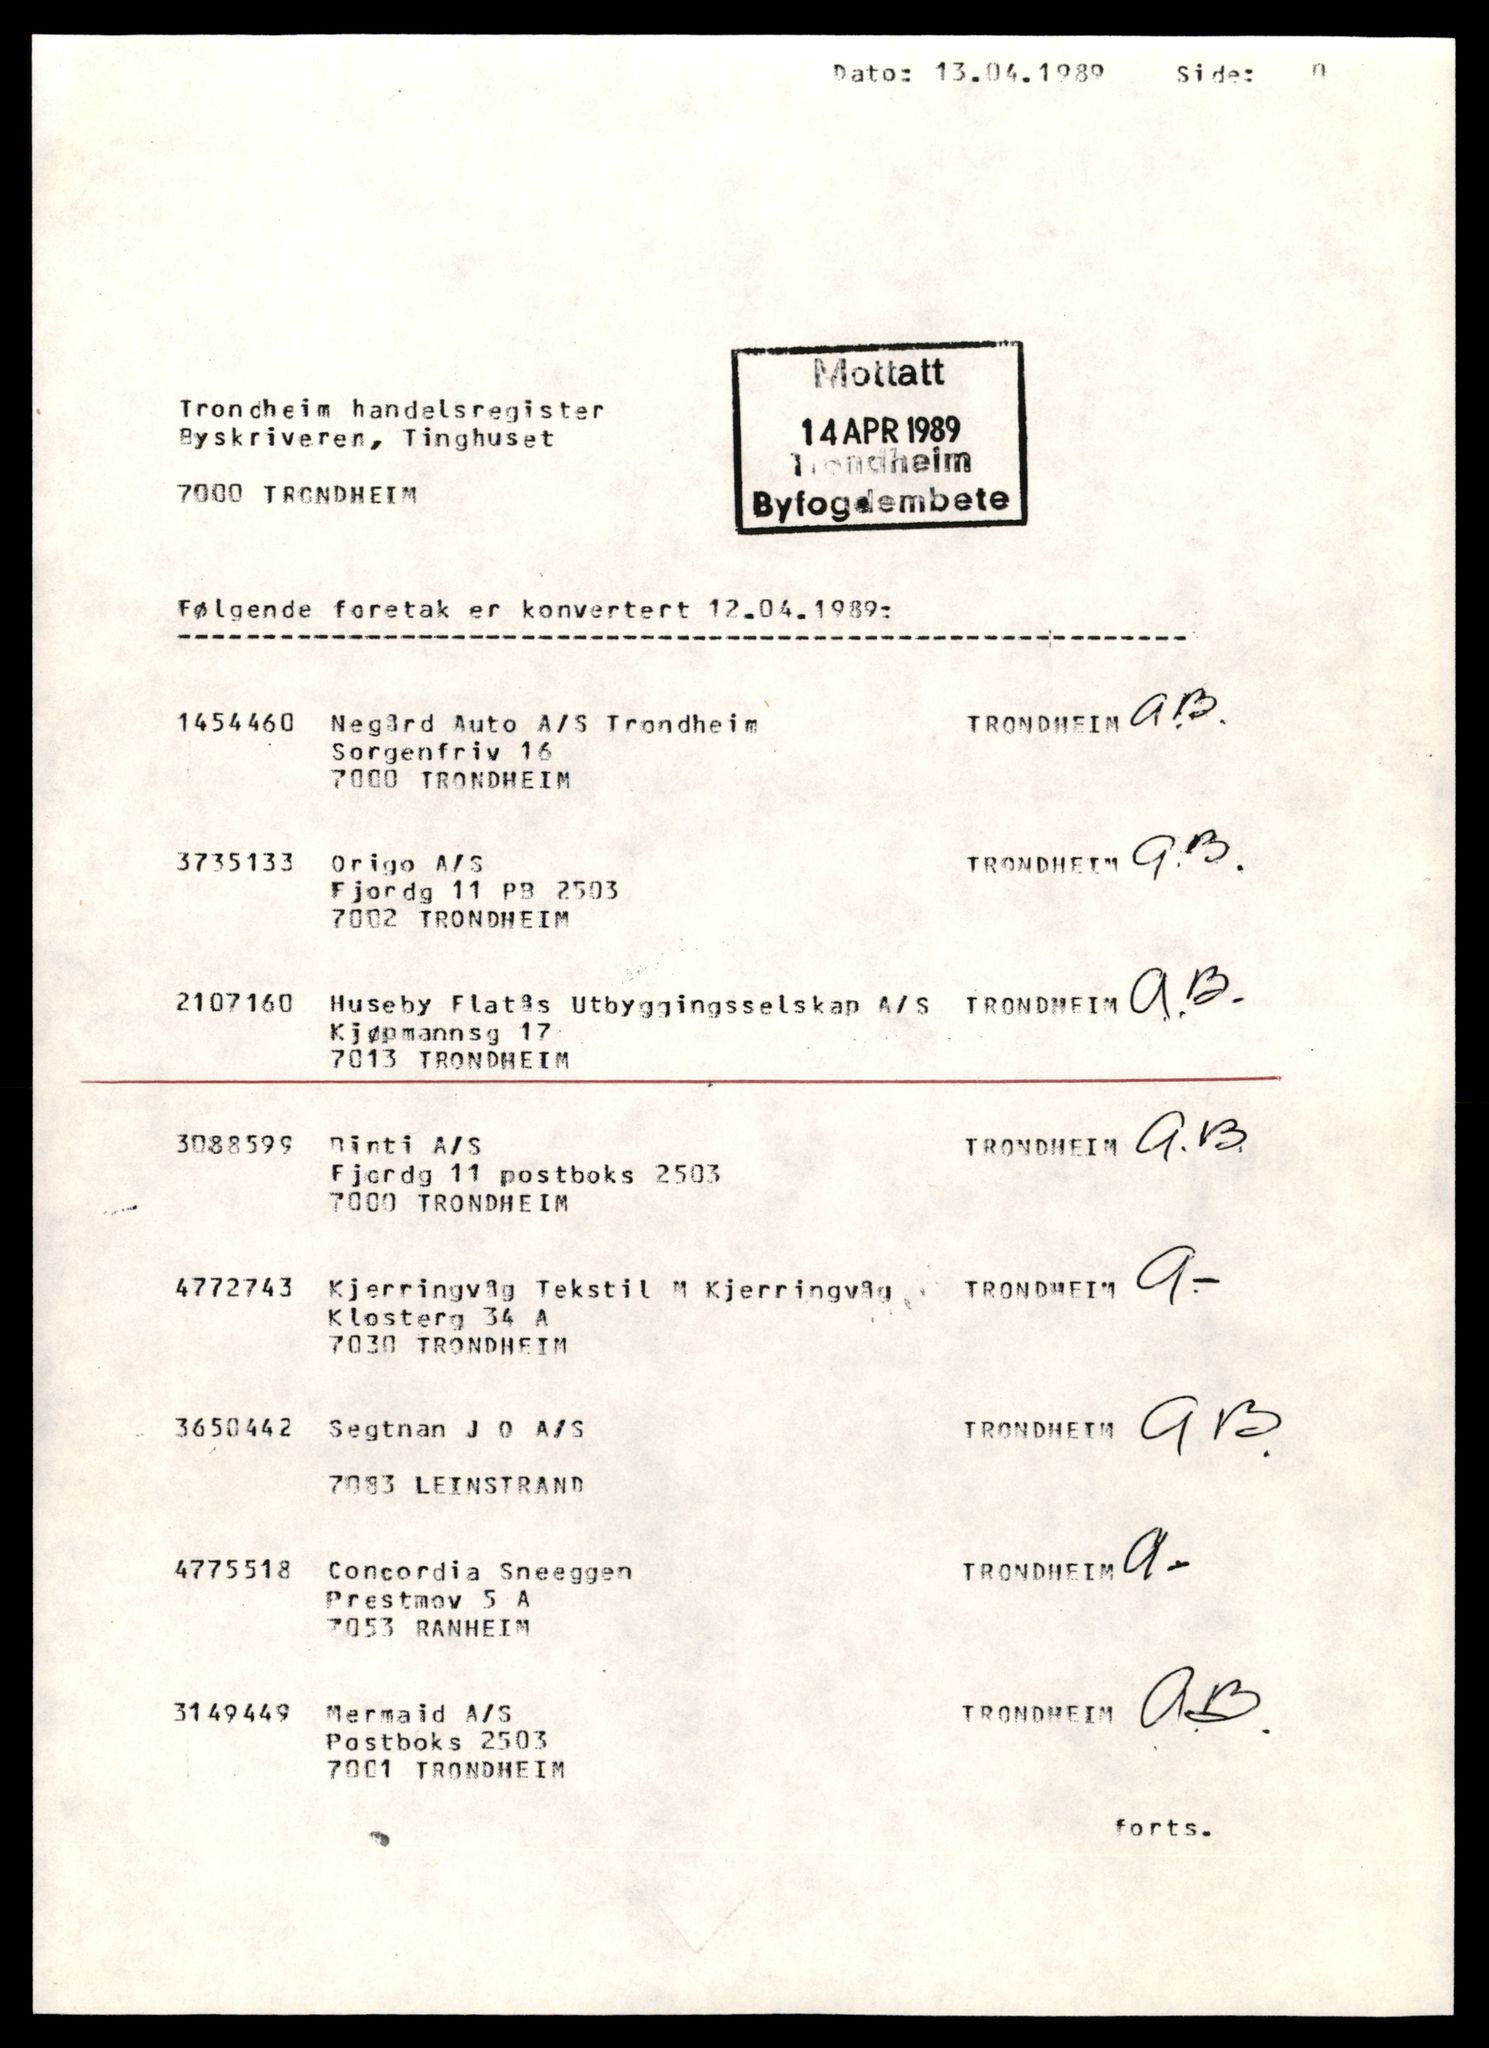 Dato: 13.04.1989 Side: 0
Mottatt
14 APR 1989
Trondheim
Byfogdembete
Trondheim handelsregister
Byskriveren, Tinghuset
7000 TRONDHEIM
Følgende foretak er konvertert 12.04.1989:
1454460 Negård Auto A/S Trondheim TRONDHEIM A.B.
Sorgenfriv 16
7000 TRONDHEIM
3735133 Origo A/S TRONDHEIM A.B.
Fjordg 11 PB 2503
7002 TRONDHEIM
2107160 Huseby Flatås Utbyggingsselskap A/S TRONDHEIM A.B.
Kjøpmannsg 17
7013 TRONDHEIM
3088599 Binti A/S TRONDHEIM A.B.
Fjordg 11 postboks 2503
7000 TRONDHEIM
4772743 Kjerringvåg Tekstil M Kjerringvåg TRONDHEIM A-
Klosterg 34 A
7030 TRONDHEIM
3650442 Segtnan J O A/S TRONDHEIM A B.
7083 LEINSTRAND
4775518 Concordia Sneeggen TRONDHEIM A-
Prestmov 5 A
7053 RANHEIM
3149449 Mermaid A/S TRONDHEIM A.B.
Postboks 2503
7001 TRONDHEIM
forts.